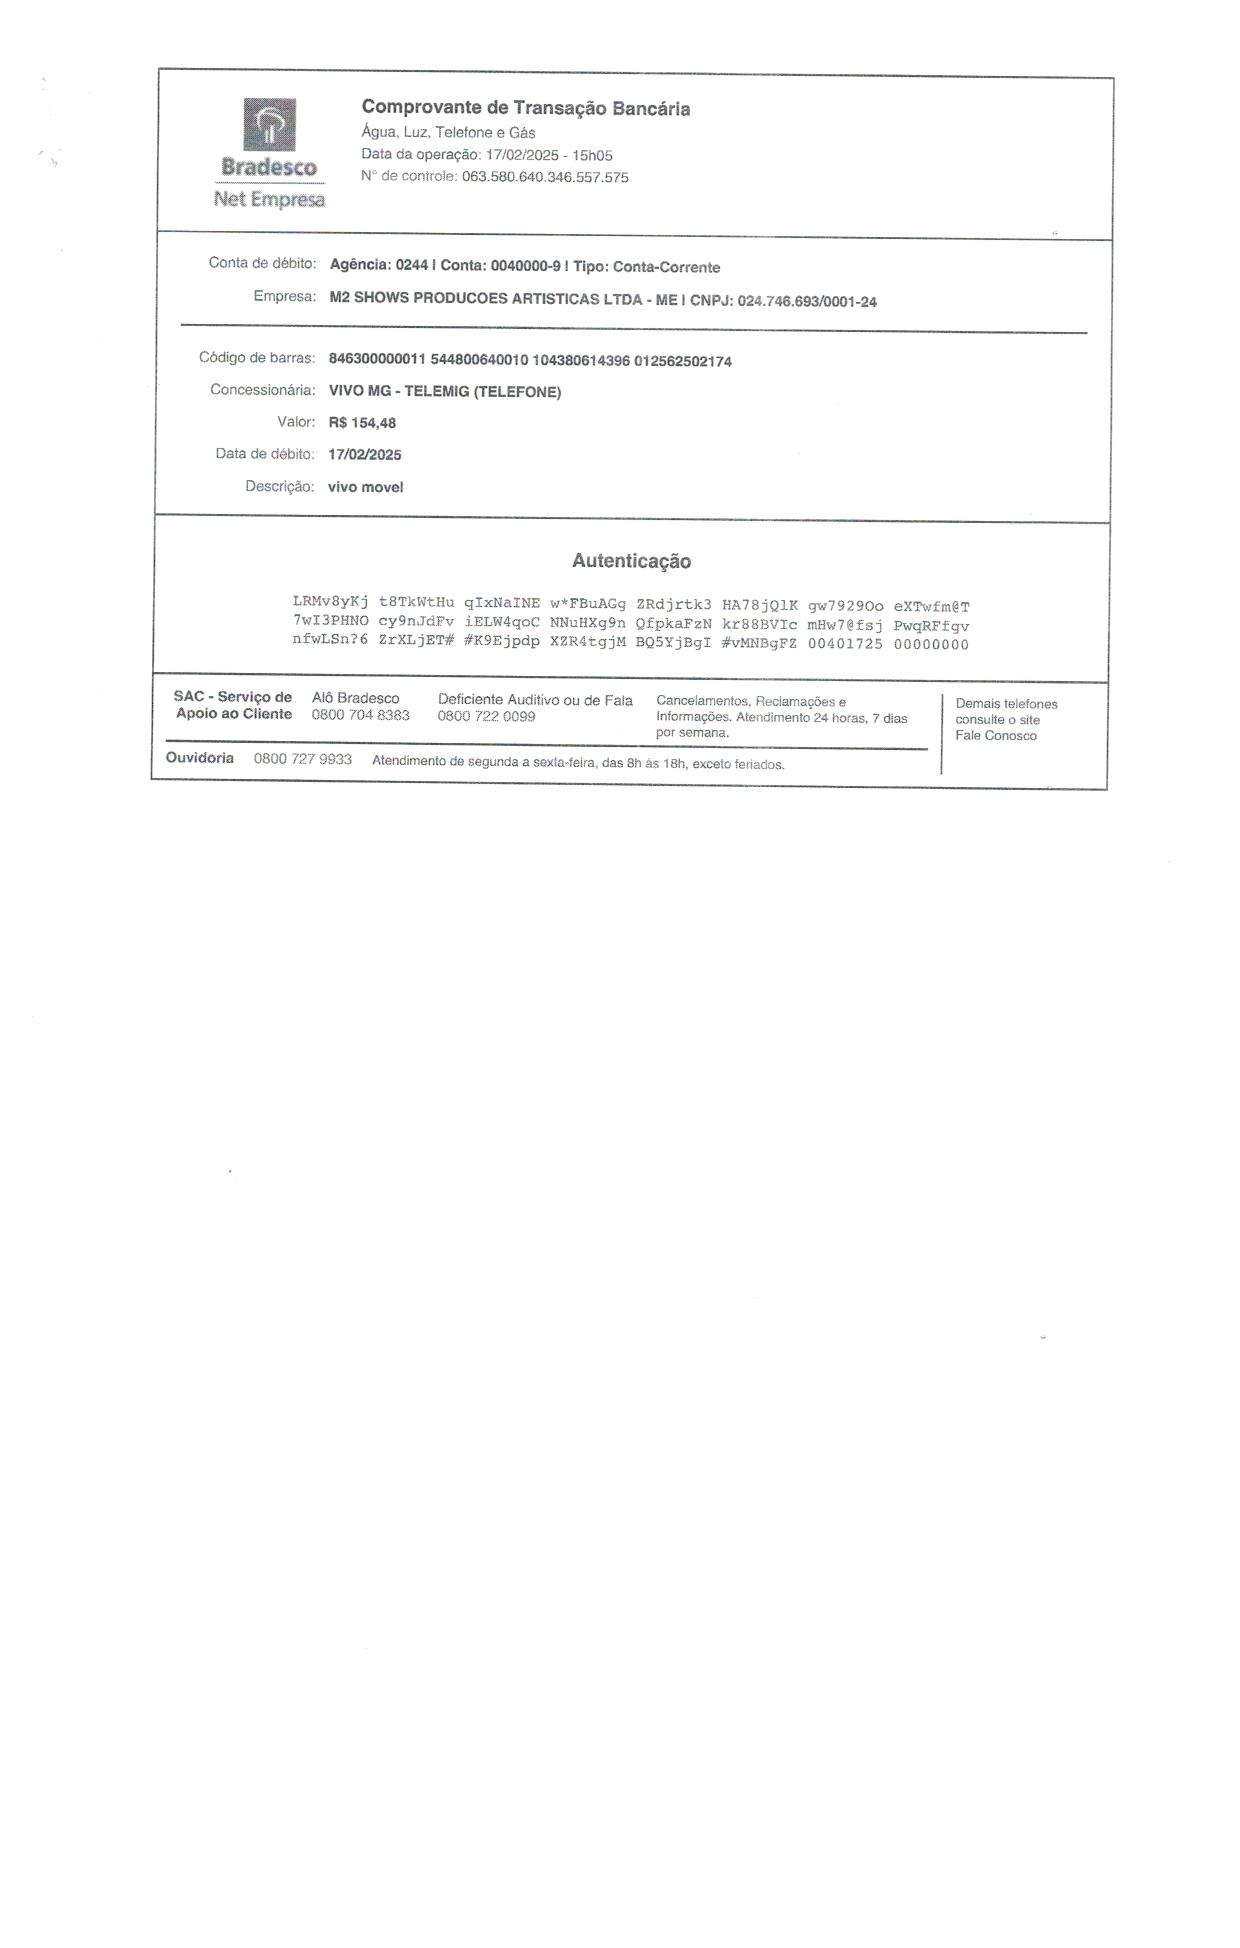 Bradesco
Net Empresa
Comprovante de Transação Bancária
Água, Luz, Telefone e Gás
Data da operação: 17/02/2025 - 15h05
N° de controle: 063.580.640.346.557.575
Conta de débito: Agência: 0244 | Conta: 0040000-9 | Tipo: Conta-Corrente
Empresa: M2 SHOWS PRODUCOES ARTISTICAS LTDA - ME | CNPJ: 024.746.693/0001-24
Código de barras: 846300000011 544800640010 104380614396 012562502174
Concessionária: VIVO MG - TELEMIG (TELEFONE)
Valor: R$ 154,48
Data de débito: 17/02/2025
Descrição: vivo movel
Autenticação
LRMv8yKj t8TkWtHu qIxNaINE w*FBuAGg ZRdjrtk3 HA78jQlK gw7929Oo eXTwfm@T
7wI3PHNO cy9nJdFv iELW4qoC NNuHXg9n QfpkaFzN kr88BVIc mHw7@fsj PwqRFfgv
nfwLSn?6 ZrXLjET# #K9Ejpdp XZR4tgjM BQ5YjBgI #vMNBgFZ 00401725 00000000
SAC - Serviço de Apoio ao Cliente
Alô Bradesco
0800 704 8383
Deficiente Auditivo ou de Fala
0800 722 0099
Cancelamentos, Reclamações e
Informações. Atendimento 24 horas, 7 dias
por semana.
Demais telefones
consulte o site
Fale Conosco
Ouvidoria 0800 727 9933 Atendimento de segunda a sexta-feira, das 8h às 18h, exceto feriados.